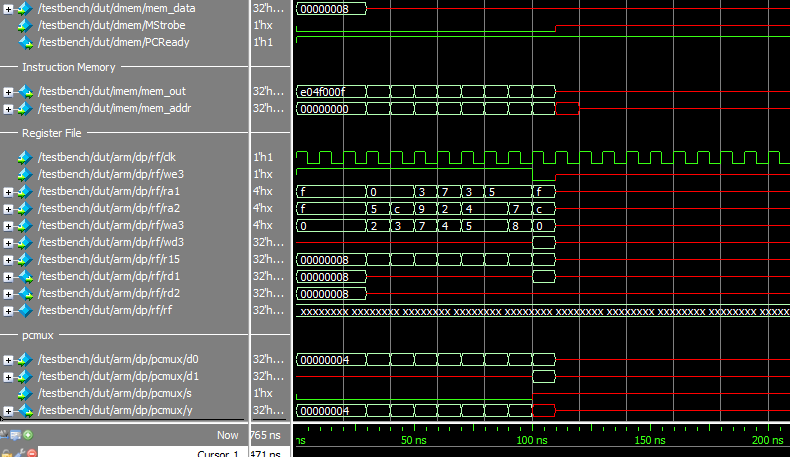 /testbench/dut/dmem/mem_data 32'h... 00000008
/testbench/dut/dmem/MStrobe 1'hx
/testbench/dut/dmem/PCReady 1'h1
Instruction Memory
/testbench/dut/imem/mem_out 32'h... e04f000f
/testbench/dut/imem/mem_addr 32'h... 00000000
Register File
/testbench/dut/arm/dp/rf/clk 1'h1
/testbench/dut/arm/dp/rf/we3 1'hx
/testbench/dut/arm/dp/rf/ra1 4'hx f 0 3 7 3 5 f
/testbench/dut/arm/dp/rf/ra2 4'hx f 5 c 9 2 4 7 c
/testbench/dut/arm/dp/rf/wa3 4'hx 0 2 3 7 4 5 8 0
/testbench/dut/arm/dp/rf/wd3 32'h...
/testbench/dut/arm/dp/rf/r15 32'h... 00000008
/testbench/dut/arm/dp/rf/rd1 32'h... 00000008
/testbench/dut/arm/dp/rf/rd2 32'h... 00000008
/testbench/dut/arm/dp/rf/rf 32'h... xxxxxxxx xxxxxxxx xxxxxxxx xxxxxxxx xxxxxxxx xxxxxxxx xxxxxxxx xxxxxxxx xxxxxxxx xxxxxxxx
pcmux
/testbench/dut/arm/dp/pcmux/d0 32'h... 00000004
/testbench/dut/arm/dp/pcmux/d1 32'h...
/testbench/dut/arm/dp/pcmux/s 1'hx
/testbench/dut/arm/dp/pcmux/y 32'h... 00000004
Now 765 ns ns 50 ns 100 ns 150 ns 200 ns
Cursor 1 471 ns